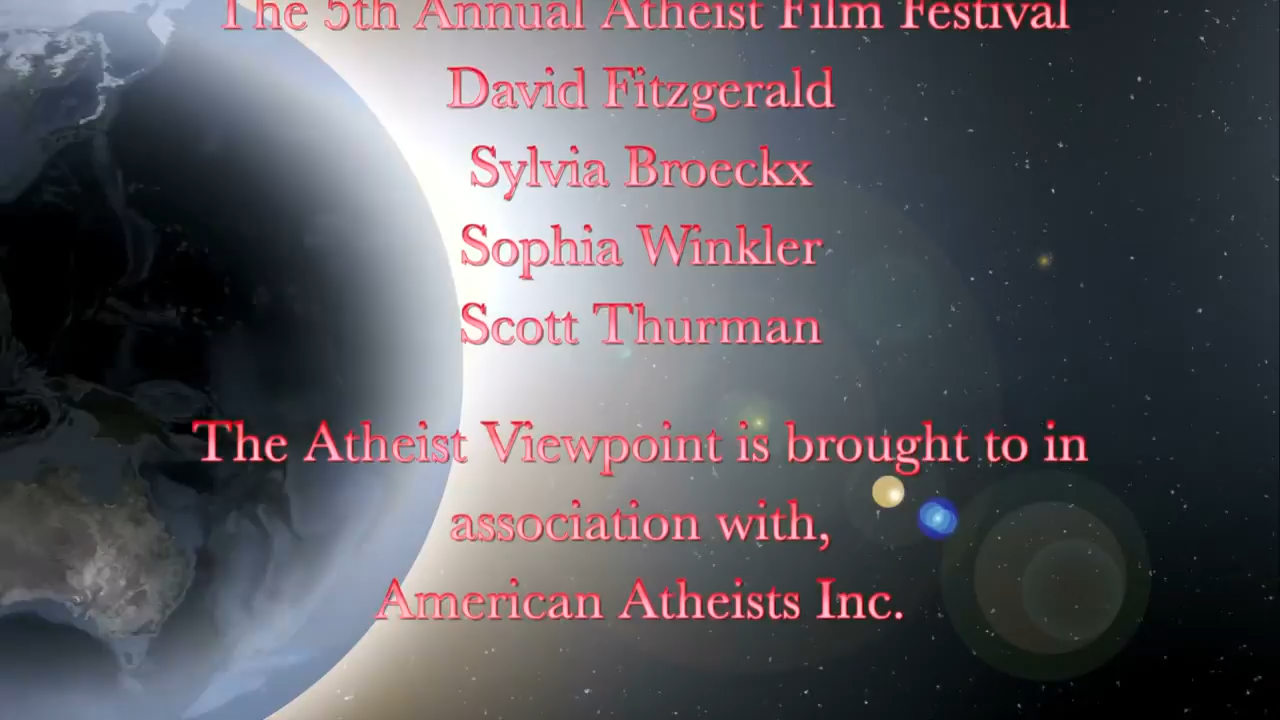 The 5th Annual Atheist Film Festival
David Fitzgerald
Sylvia Broeckx
Sophia Winkler
Scott Thurman
The Atheist Viewpoint is brought to in
association with,
American Atheists Inc.